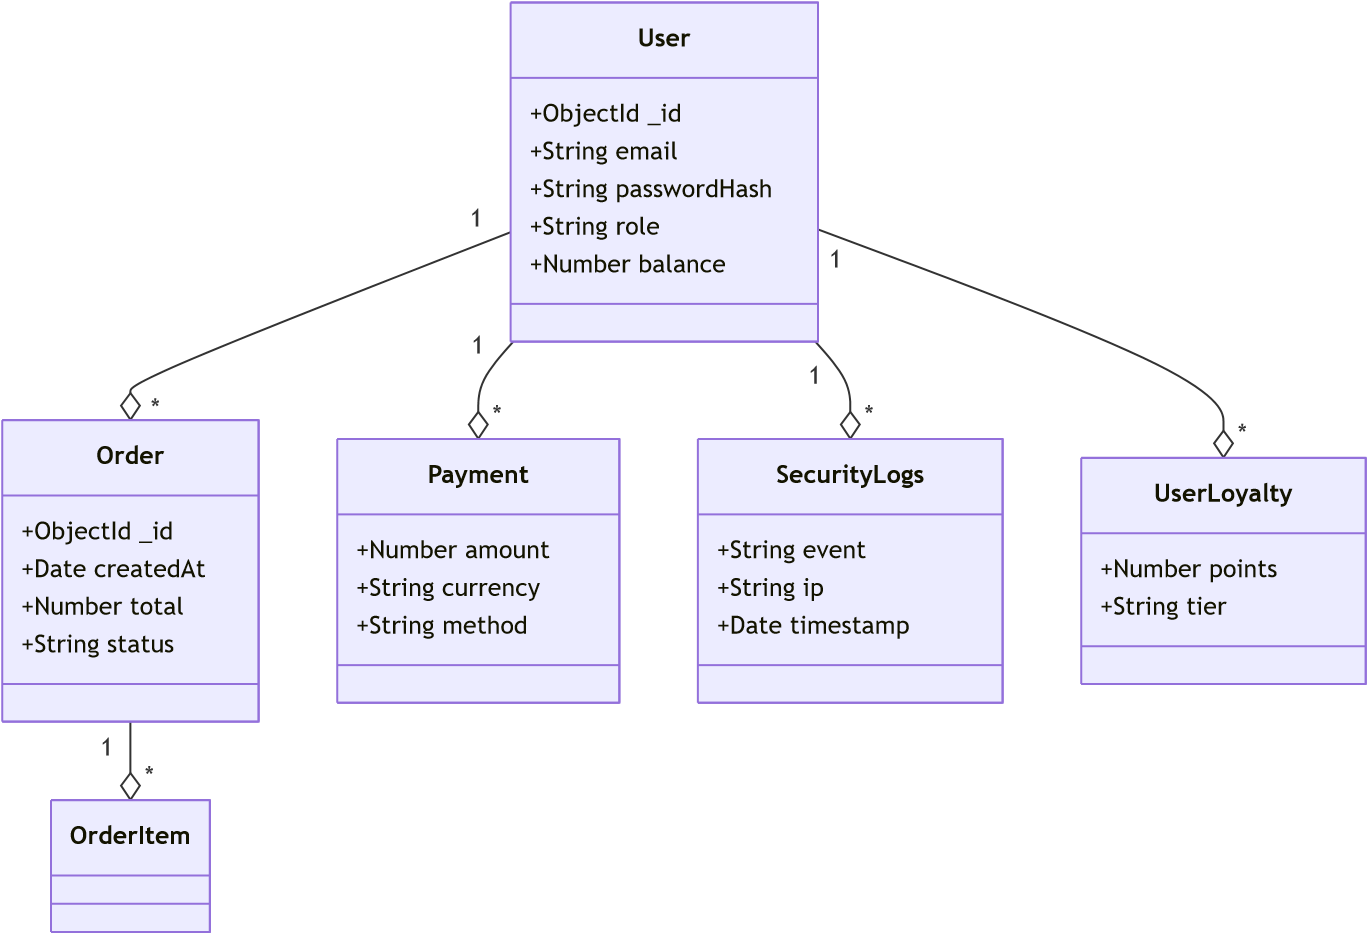 User
+ObjectId _id
+String email
+String passwordHash
+String role
+Number balance
1
1
1
1
*
*
*
*
Order
+ObjectId _id
+Date createdAt
+Number total
+String status
Payment
+Number amount
+String currency
+String method
SecurityLogs
+String event
+String ip
+Date timestamp
UserLoyalty
+Number points
+String tier
1
*
OrderItem